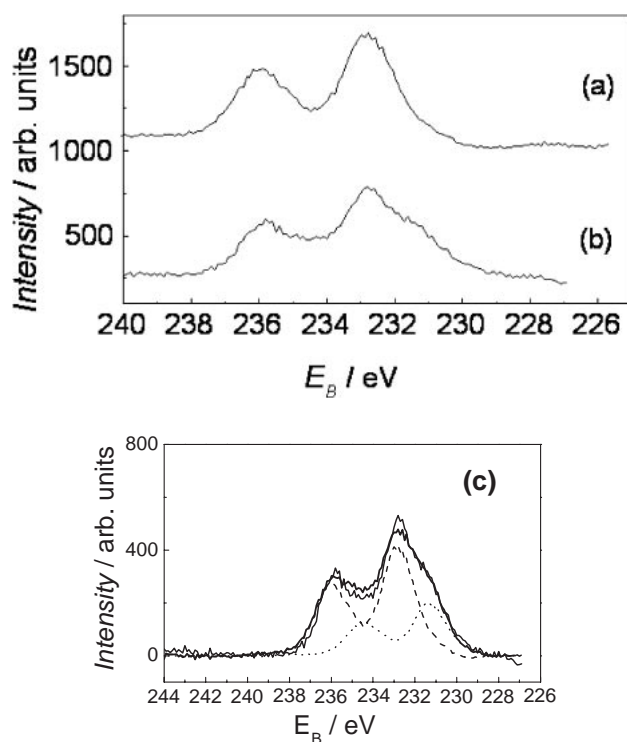 1500
(a)
1000
(b)
500
Intensity / arb. units
240 238 236 234 232 230 228 226
E_B / eV
800
(c)
400
0
Intensity / arb. units
244 242 240 238 236 234 232 230 228 226
E_B / eV